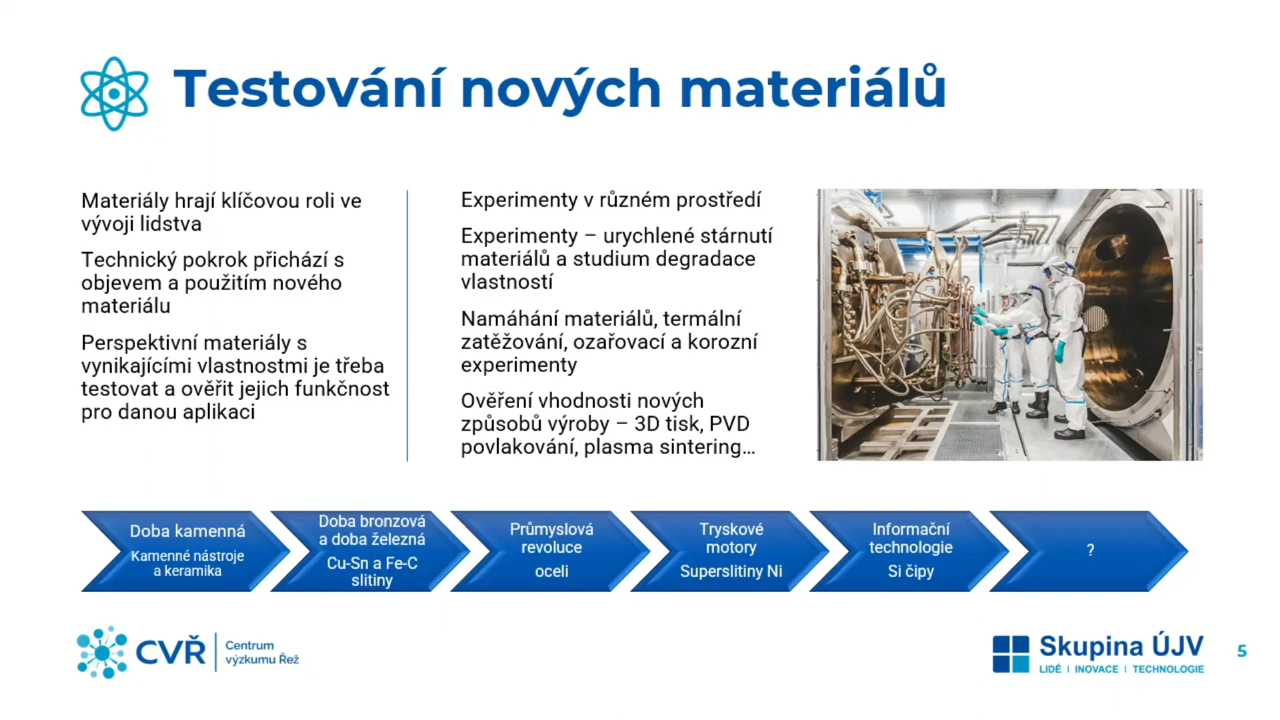 Testování nových materiálů
Materiály hrají klíčovou roli ve
vývoji lidstva
Technický pokrok přichází s
objevem a použitím nového
materiálu
Perspektivní materiály s
vynikajícími vlastnostmi je třeba
testovat a ověřit jejich funkčnost
pro danou aplikaci
Experimenty v různém prostředí
Experimenty – urychlené stárnutí
materiálů a studium degradace
vlastností
Namáhání materiálů, termální
zatěžování, ozařovací a korozní
experimenty
Ověření vhodnosti nových
způsobů výroby – 3D tisk, PVD
povlakování, plasma sintering…
Doba kamenná
Kamenné nástroje
a keramika
Doba bronzová
a doba železná
Cu-Sn a Fe-C
slitiny
Průmyslová
revoluce
oceli
Tryskové
motory
Superslitiny Ni
Informační
technologie
Si čipy
?
CVŘ
Centrum
výzkumu Řež
Skupina ÚJV
LIDÉ | INOVACE | TECHNOLOGIE
5